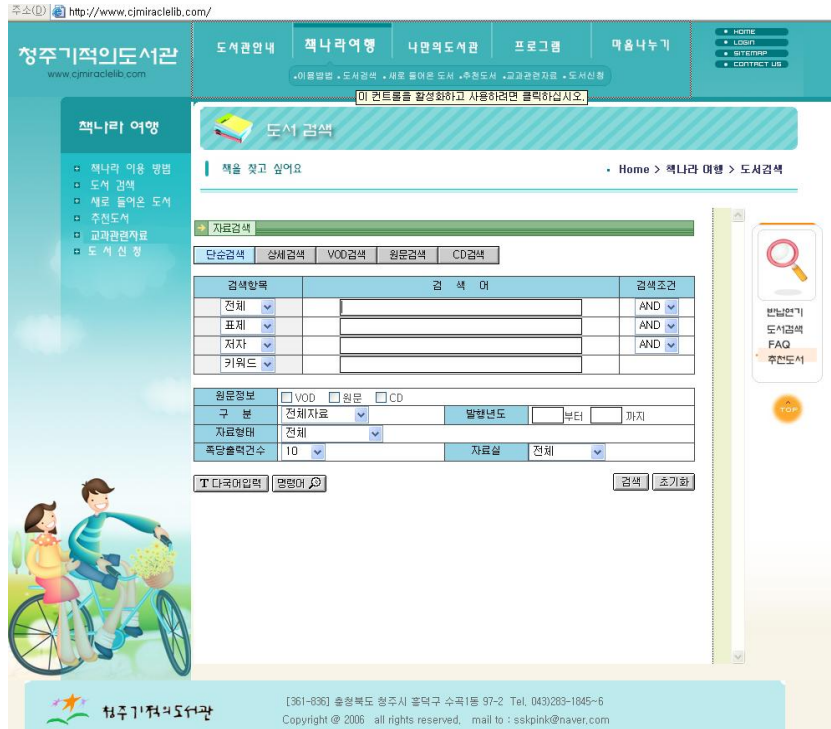 주소(D) http://www.cjmiraclelib.com/
청주기적의도서관
www.cjmiraclelib.com
도서관안내 책나라여행 나만의도서관 프로그램 마음나누기
•이용방법 •도서검색 •새로 들어온 도서 •추천도서 •교과관련자료 •도서신청
HOME
LOGIN
SITEMAP
CONTACT US
이 컨트롤을 활성화하고 사용하려면 클릭하십시오.
책나라 여행
책나라 이용 방법
도서 검색
새로 들어온 도서
추천도서
교과관련자료
도 서 신 청
도서 검색
책을 찾고 싶어요
• Home > 책나라 여행 > 도서검색
자료검색
단순검색 상세검색 VOD검색 원문검색 CD검색
검색항목 검 색 어 검색조건
전체 AND
표제 AND
저자 AND
키워드
원문정보 VOD 원문 CD
구 분 전체자료 발행년도 부터 까지
자료형태 전체
쪽당출력건수 10 자료실 전체
T 다국어입력 명령어 검색 초기화
반납연기
도서검색
FAQ
추천도서
TOP
청주기적의도서관
[361-836] 충청북도 청주시 흥덕구 수곡1동 97-2 Tel. 043)283-1845~6
Copyright @ 2006 all rights reserved, mail to : sskpink@naver.com